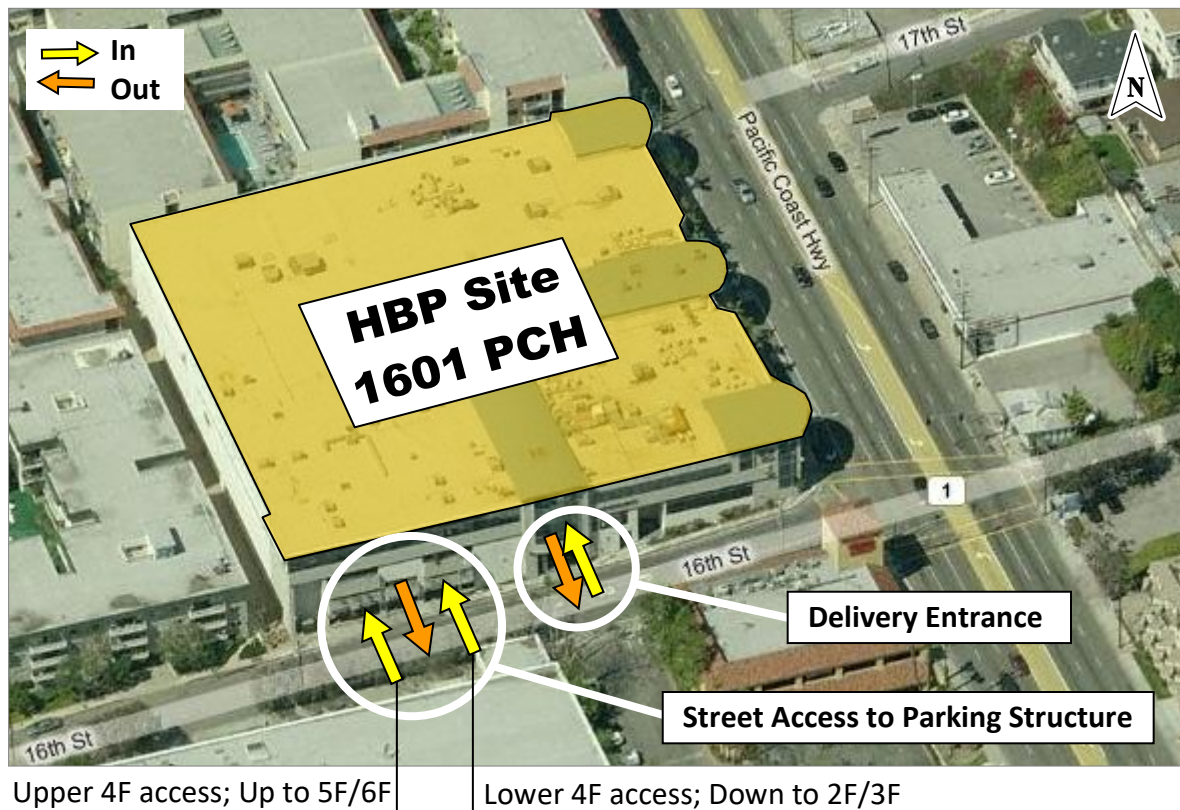 In
Out
17th St
N
Pacific Coast Hwy
HBP Site
1601 PCH
1
16th St
Delivery Entrance
Street Access to Parking Structure
16th St
Upper 4F access; Up to 5F/6F
Lower 4F access; Down to 2F/3F